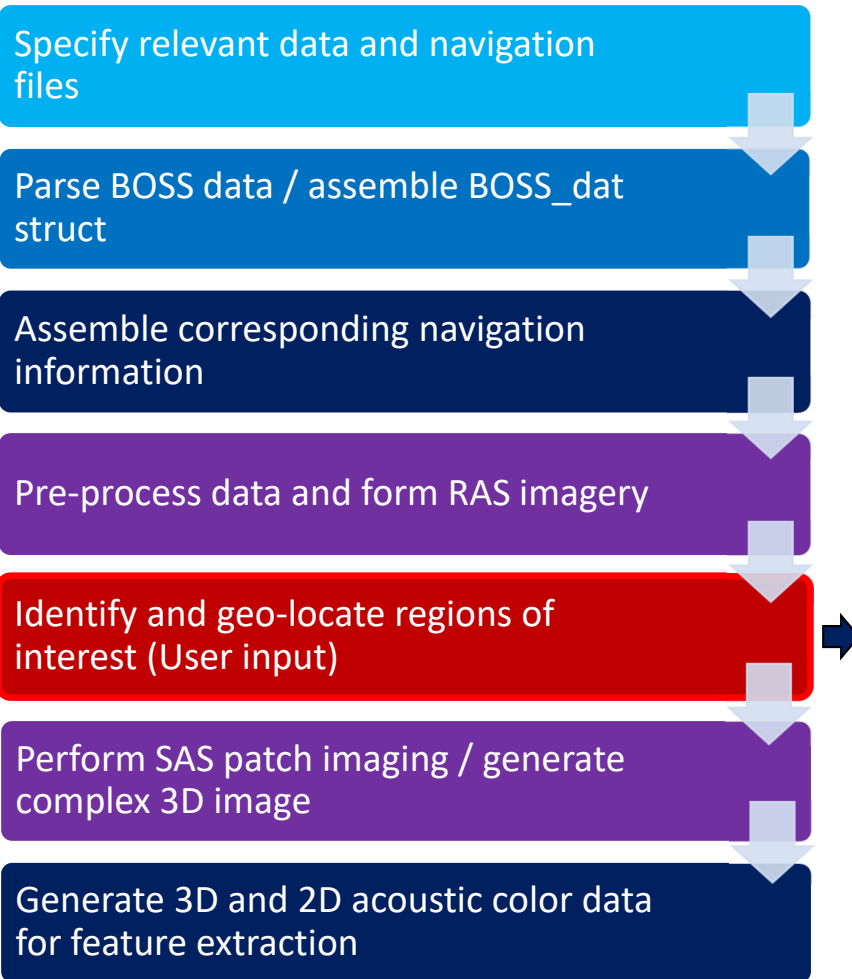 Specify relevant data and navigation
files
Parse BOSS data / assemble BOSS_dat
struct
Assemble corresponding navigation
information
Pre-process data and form RAS imagery
Identify and geo-locate regions of
interest (User input)
Perform SAS patch imaging / generate
complex 3D image
Generate 3D and 2D acoustic color data
for feature extraction